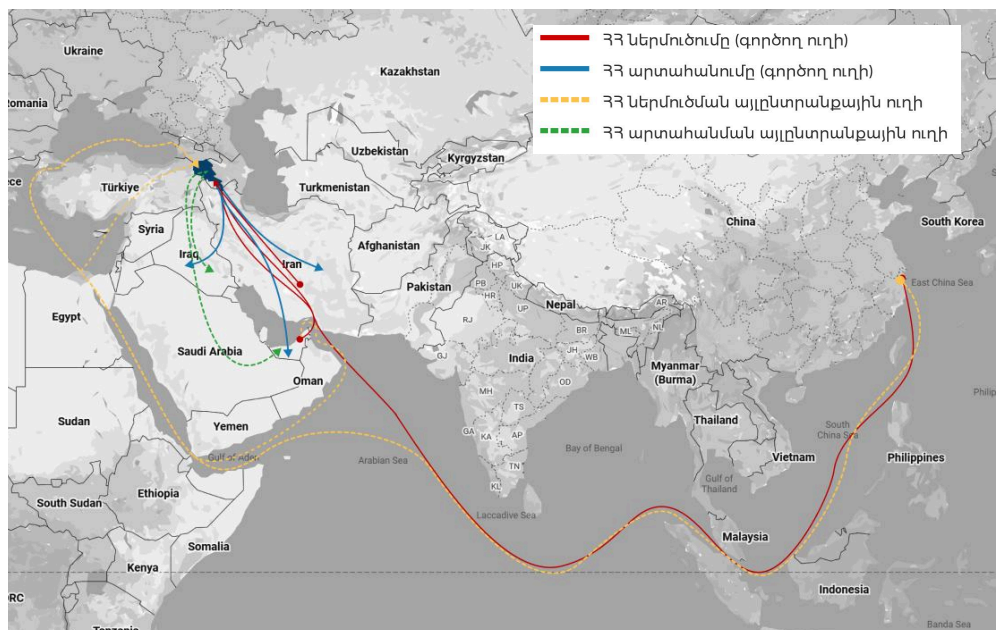 ՀՀ ներմուծումը (գործող ուղի)
ՀՀ արտահանումը (գործող ուղի)
ՀՀ ներմուծման այլընտրանքային ուղի
ՀՀ արտահանման այլընտրանքային ուղի
Ukraine
Kazakhstan
omania
Uzbekistan
Kyrgyzstan
ece
Türkiye
Turkmenistan
China
South Korea
Syria
LA
JK
Afghanistan
Iraq
Iran
HP
Pakistan
PB
UK
HR
East China Sea
Nepal
AR
Egypt
RJ
UP
NL
BR
ML
Saudi Arabia
GJ
India
JH
WB
Myanmar
(Burma)
Oman
OD
MH
Philip
TS
Sudan
Yemen
GA
KA
AP
Thailand
South
China Sea
Gulf of Aden
Arabian Sea
Bay of Bengal
Vietnam
Philippines
TN
KL
Gulf of
Thailand
South Sudan
Ethiopia
Laccadive Sea
Malaysia
Somalia
Kenya
Indonesia
DRC
Banda Sea
Tanzania